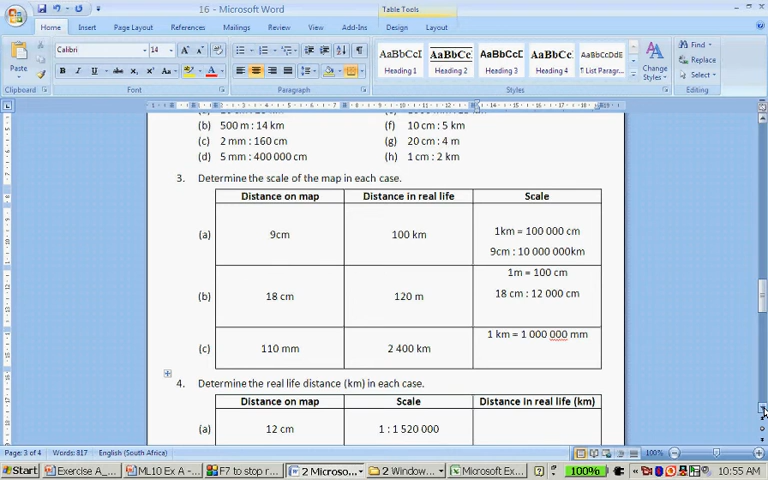 16 - Microsoft Word
Table Tools
Home Insert Page Layout References Mailings Review View Add-Ins Design Layout
Paste
Calibri 14
AaBbCcI AaBbCc AaBbCcD AaBbCc. AaBbCcDdE
Heading 1 Heading 2 Heading 3 Heading 4 ¶ List Paragr...
Change Styles
Find
Replace
Select
Clipboard Font Paragraph Styles Editing
(b) 500 m : 14 km (f) 10 cm : 5 km
(c) 2 mm : 160 cm (g) 20 cm : 4 m
(d) 5 mm : 400 000 cm (h) 1 cm : 2 km
3. Determine the scale of the map in each case.
Distance on map Distance in real life Scale
(a) 9cm 100 km 1km = 100 000 cm
9cm : 10 000 000km
1m = 100 cm
(b) 18 cm 120 m 18 cm : 12 000 cm
1 km = 1 000 000 mm
(c) 110 mm 2 400 km
4. Determine the real life distance (km) in each case.
Distance on map Scale Distance in real life (km)
(a) 12 cm 1 : 1 520 000
Page: 3 of 4 Words: 817 English (South Africa) 100%
Start Exercise A_... ML10 Ex A - ... F7 to stop r... 2 Microso... 2 Window... Microsoft Ex... 100% 10:55 AM